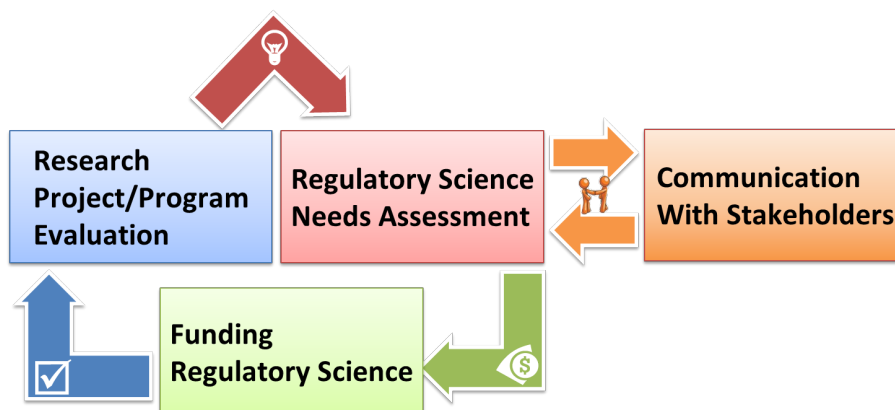 Research
Project/Program
Evaluation
Regulatory Science
Needs Assessment
Communication
With Stakeholders
Funding
Regulatory Science
$